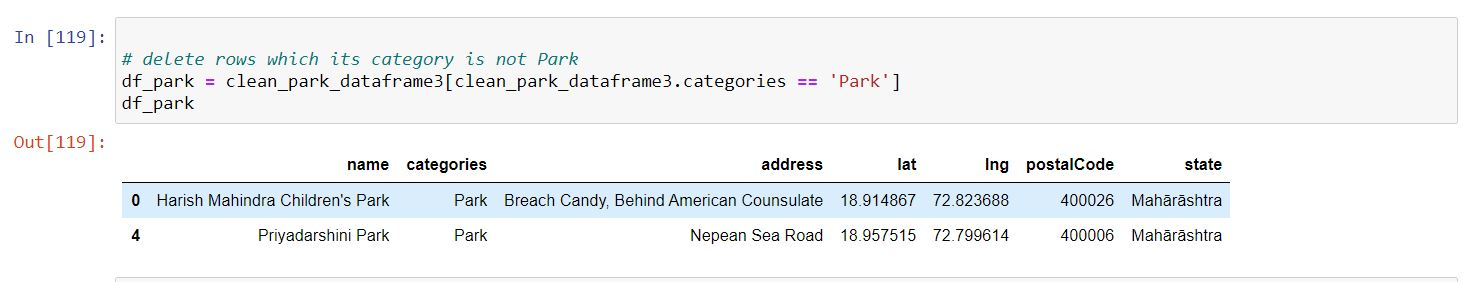 In [119]:
# delete rows which its category is not Park
df_park = clean_park_dataframe3[clean_park_dataframe3.categories == 'Park']
df_park
Out[119]:
name categories address lat lng postalCode state
0 Harish Mahindra Children's Park Park Breach Candy, Behind American Counsulate 18.914867 72.823688 400026 Mahārāshtra
4 Priyadarshini Park Park Nepean Sea Road 18.957515 72.799614 400006 Mahārāshtra